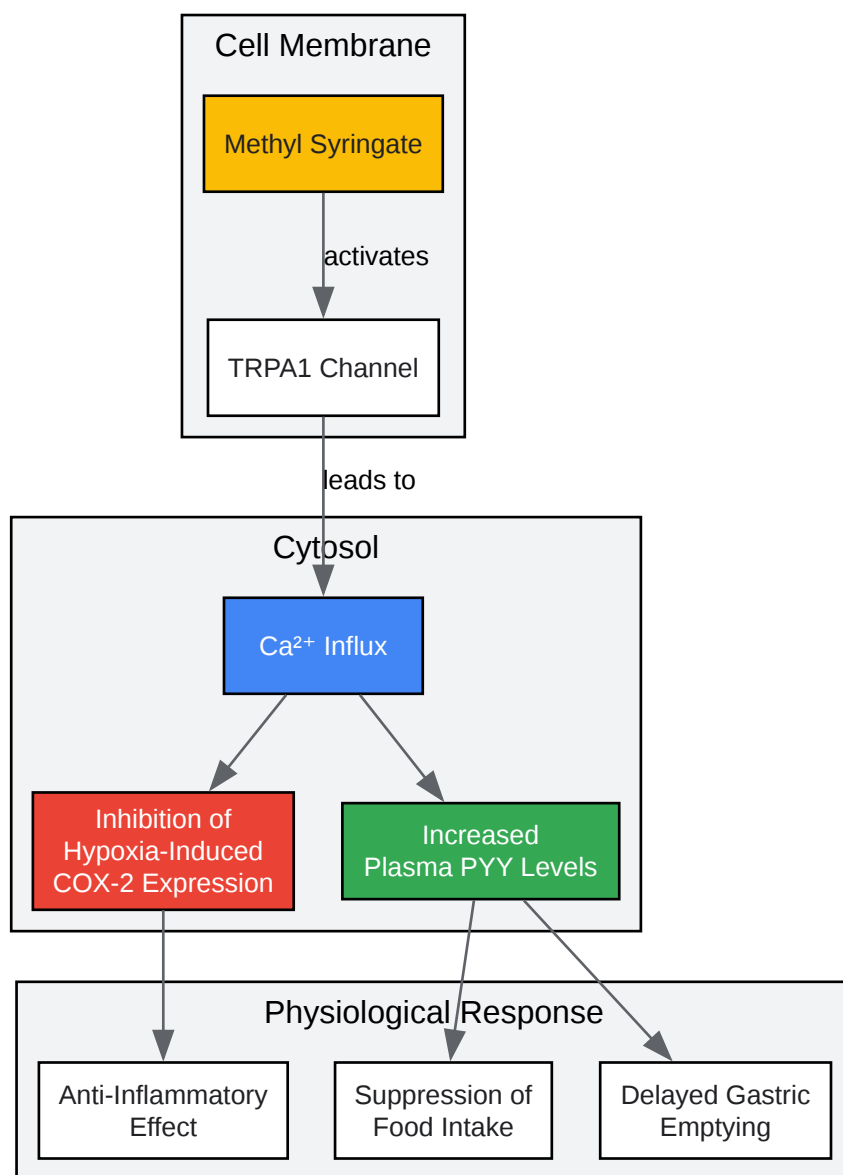 Cell Membrane
Methyl Syringate
activates
TRPA1 Channel
leads to
Cytosol
Ca²⁺ Influx
Inhibition of
Hypoxia-Induced
COX-2 Expression
Increased
Plasma PYY Levels
Physiological Response
Anti-Inflammatory
Effect
Suppression of
Food Intake
Delayed Gastric
Emptying